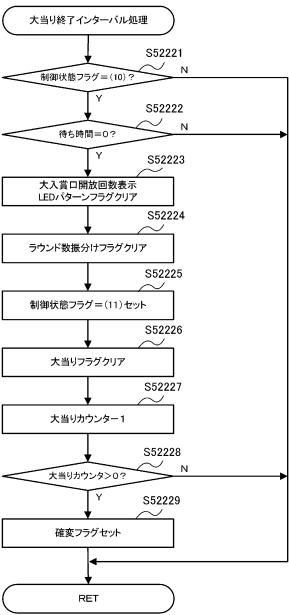 大当り終了インターバル処理
S52221
制御状態フラグ=(10)?
N
Y
S52222
待ち時間=0?
N
Y
S52223
大入賞口開放回数表示
LEDパターンフラグクリア
S52224
ラウンド数振分けフラグクリア
S52225
制御状態フラグ=(11)セット
S52226
大当りフラグクリア
S52227
大当りカウンター1
S52228
大当りカウンタ>0?
N
Y
S52229
確変フラグセット
RET